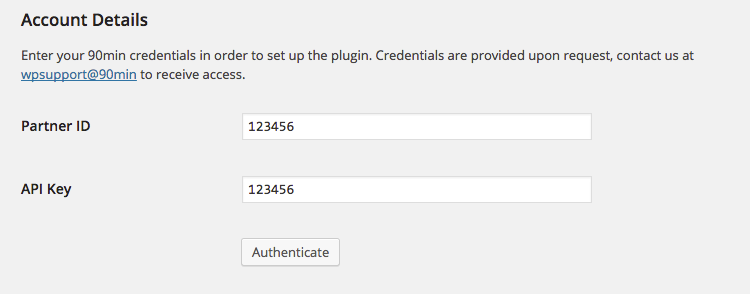 Account Details
Enter your 90min credentials in order to set up the plugin. Credentials are provided upon request, contact us at
wpsupport@90min to receive access.
Partner ID
123456
API Key
123456
Authenticate